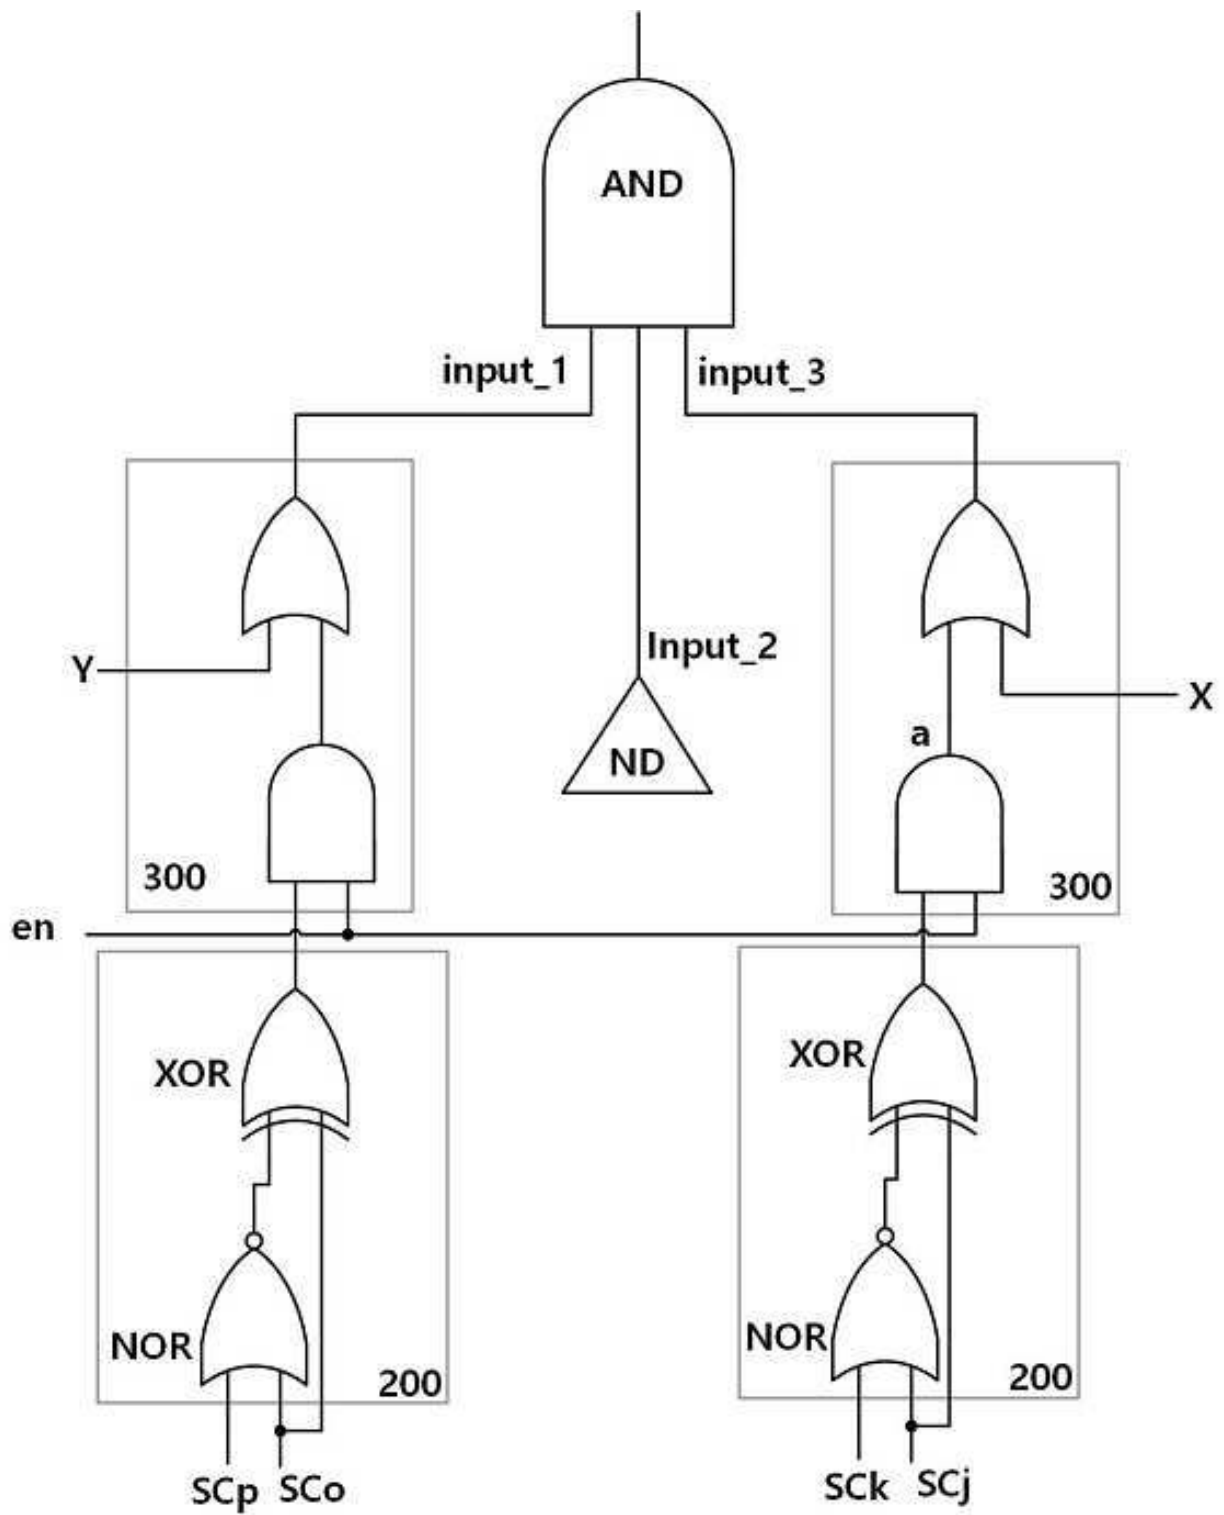 AND
input_1
input_3
Input_2
Y
X
a
ND
300
300
en
XOR
XOR
NOR
NOR
200
200
SCp SCo
SCk SCj